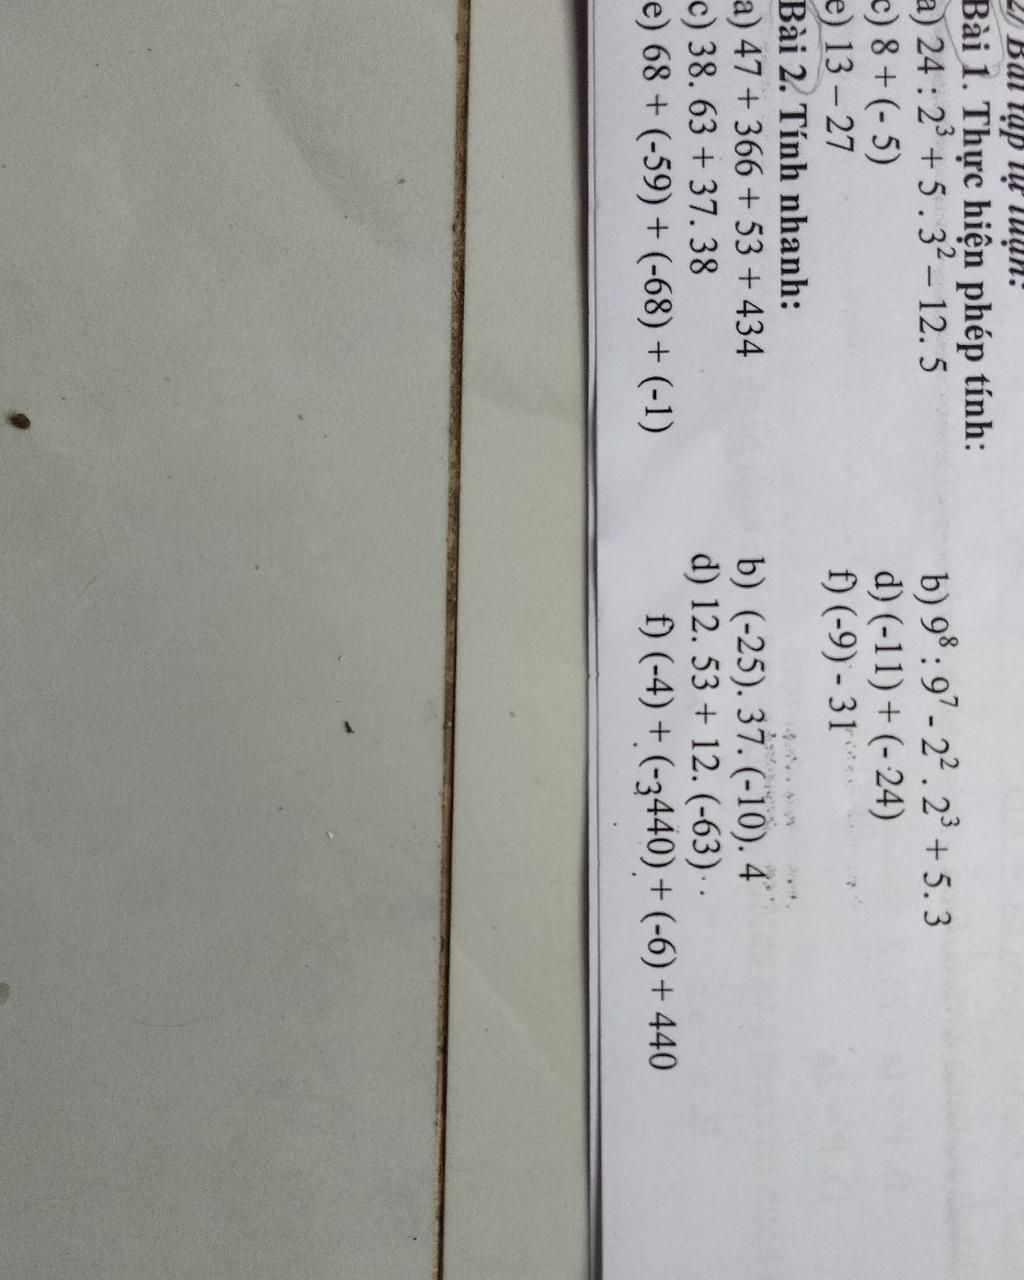 2/ Bài tập tự luận:
Bài 1. Thực hiện phép tính:
a) 24 : 2³ + 5 . 3² – 12. 5 b) 9⁸ : 9⁷ - 2² . 2³ + 5. 3
c) 8 + (- 5) d) (-11) + (- 24)
e) 13 – 27 f) (-9) - 31
Bài 2. Tính nhanh:
a) 47 + 366 + 53 + 434 b) (-25). 37. (-10). 4
c) 38. 63 + 37. 38 d) 12. 53 + 12. (-63)
e) 68 + (-59) + (-68) + (-1) f) (-4) + (-3440) + (-6) + 440